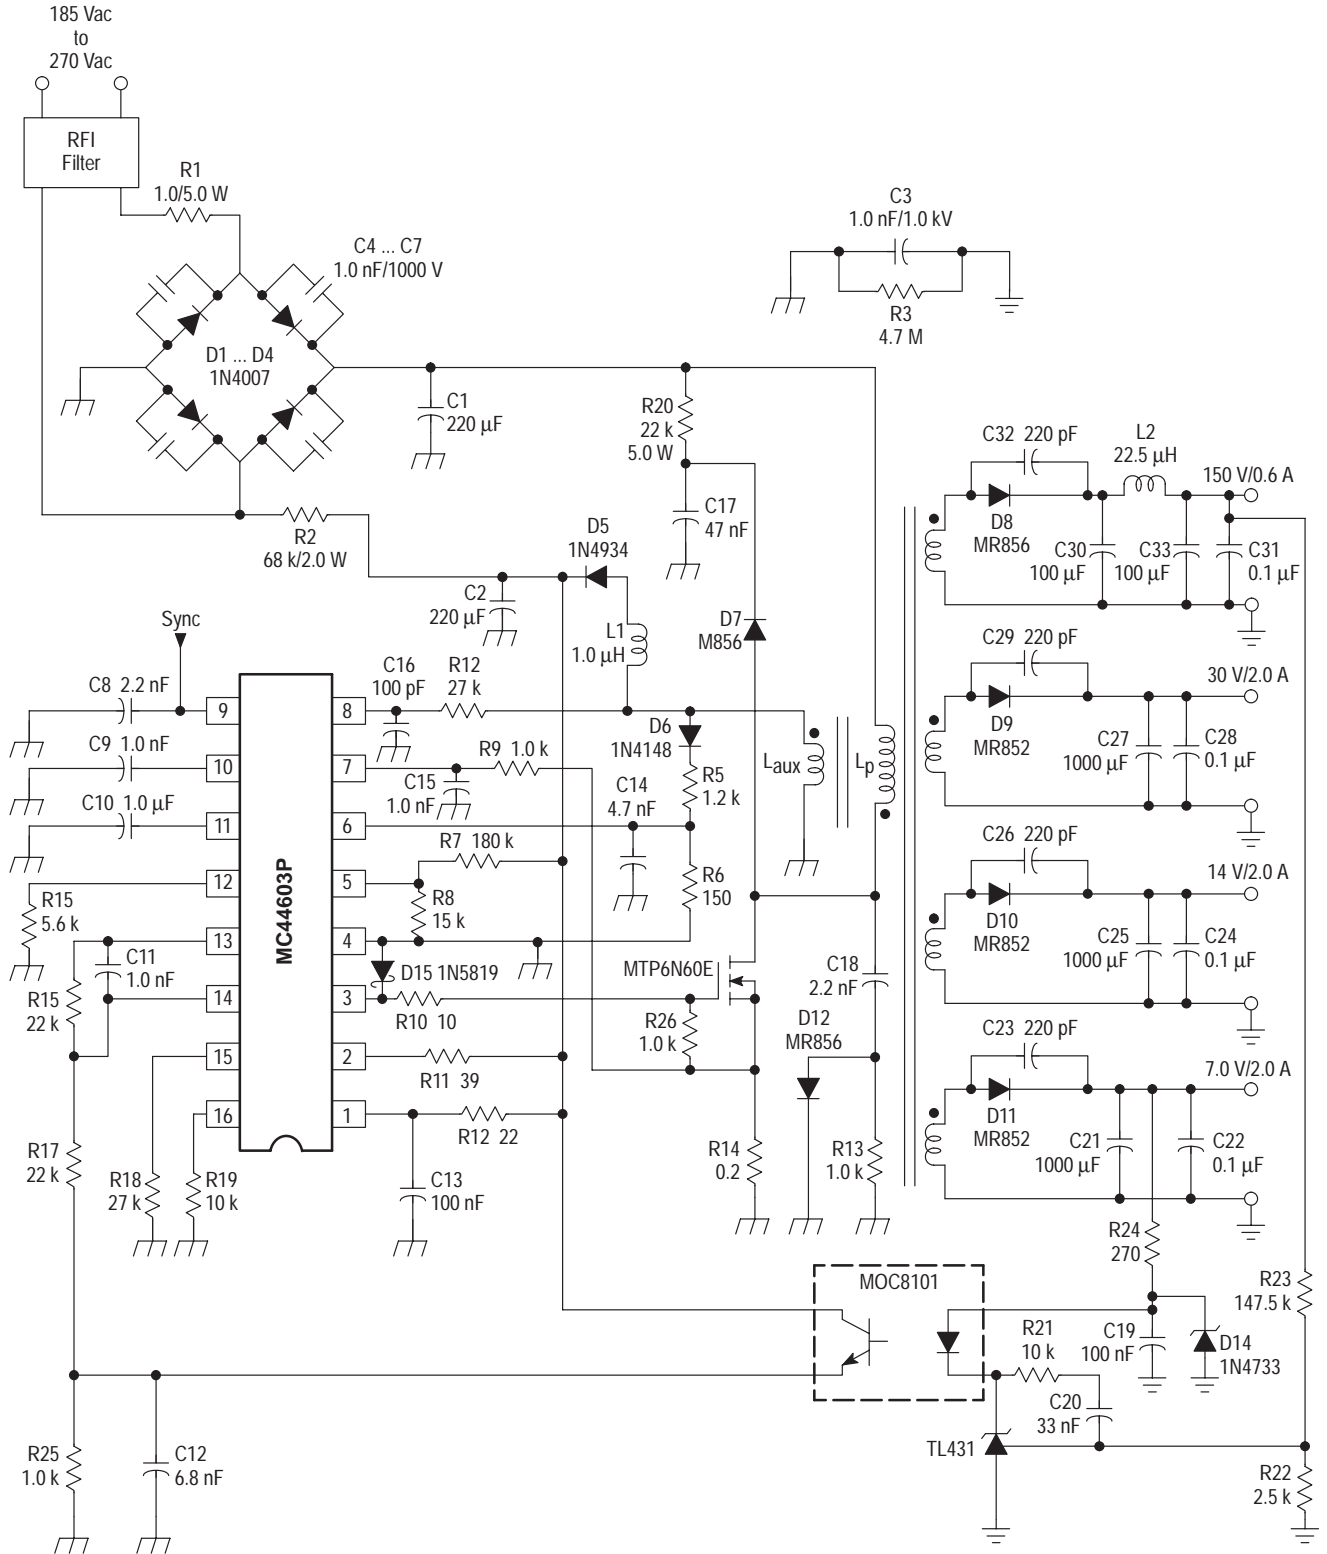 185 Vac
to
270 Vac
RFI
Filter
R1
1.0/5.0 W
C4 ... C7
1.0 nF/1000 V
D1 ... D4
1N4007
C3
1.0 nF/1.0 kV
R3
4.7 M
C1
220 µF
R20
22 k
5.0 W
C17
47 nF
R2
68 k/2.0 W
D5
1N4934
C2
220 µF
L1
1.0 µH
D7
M856
C32 220 pF
L2
22.5 µH
150 V/0.6 A
D8
MR856
C30
100 µF
C33
100 µF
C31
0.1 µF
Sync
C8 2.2 nF
9
C9 1.0 nF
10
C10 1.0 µF
11
12
R15
5.6 k
13
C11
1.0 nF
14
R15
22 k
15
16
MC44603P
8
7
6
5
4
3
2
1
C16
100 pF
R12
27 k
R9 1.0 k
C15
1.0 nF
D6
1N4148
C14
4.7 nF
R5
1.2 k
R7 180 k
R8
15 k
R6
150
D15 1N5819
R10 10
R11 39
R12 22
C13
100 nF
R17
22 k
R18
27 k
R19
10 k
Laux
Lp
MTP6N60E
R26
1.0 k
C18
2.2 nF
D12
MR856
R14
0.2
R13
1.0 k
C29 220 pF
30 V/2.0 A
D9
MR852
C27
1000 µF
C28
0.1 µF
C26 220 pF
14 V/2.0 A
D10
MR852
C25
1000 µF
C24
0.1 µF
C23 220 pF
7.0 V/2.0 A
D11
MR852
C21
1000 µF
C22
0.1 µF
R24
270
R23
147.5 k
MOC8101
R21
10 k
C19
100 nF
D14
1N4733
C20
33 nF
TL431
R22
2.5 k
R25
1.0 k
C12
6.8 nF